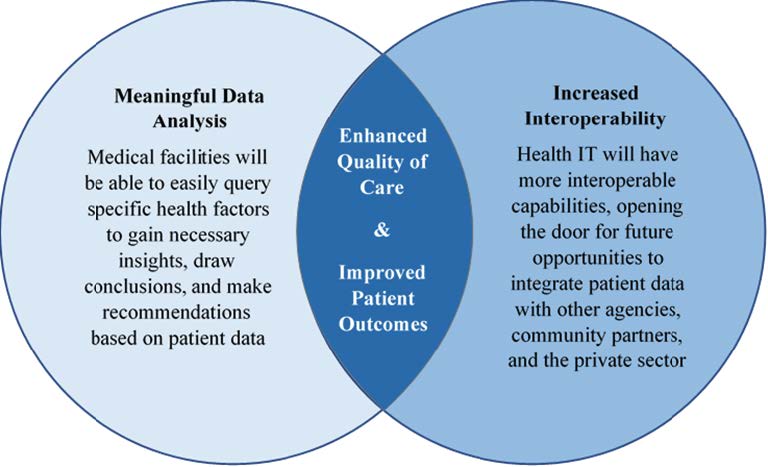 Meaningful Data
Analysis
Medical facilities will
be able to easily query
specific health factors
to gain necessary
insights, draw
conclusions, and make
recommendations
based on patient data
Enhanced
Quality of
Care
&
Improved
Patient
Outcomes
Increased
Interoperability
Health IT will have
more interoperable
capabilities, opening
the door for future
opportunities to
integrate patient data
with other agencies,
community partners,
and the private sector